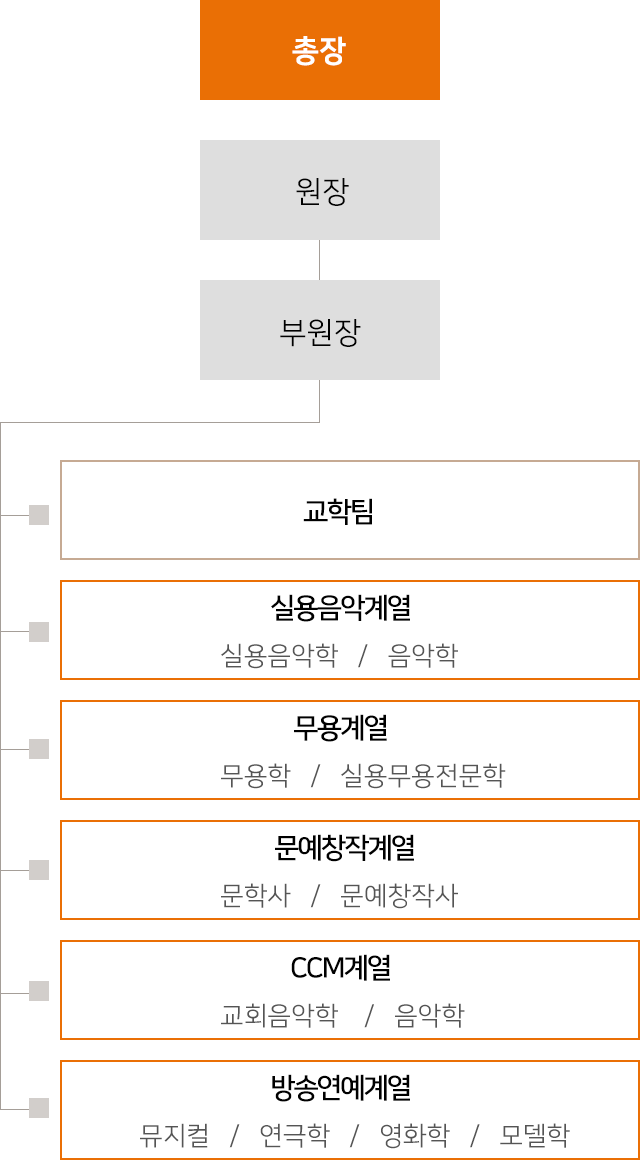 총장
원장
부원장
교학팀
실용음악계열
실용음악학 / 음악학
무용계열
무용학 / 실용무용전문학
문예창작계열
문학사 / 문예창작사
CCM계열
교회음악학 / 음악학
방송연예계열
뮤지컬 / 연극학 / 영화학 / 모델학